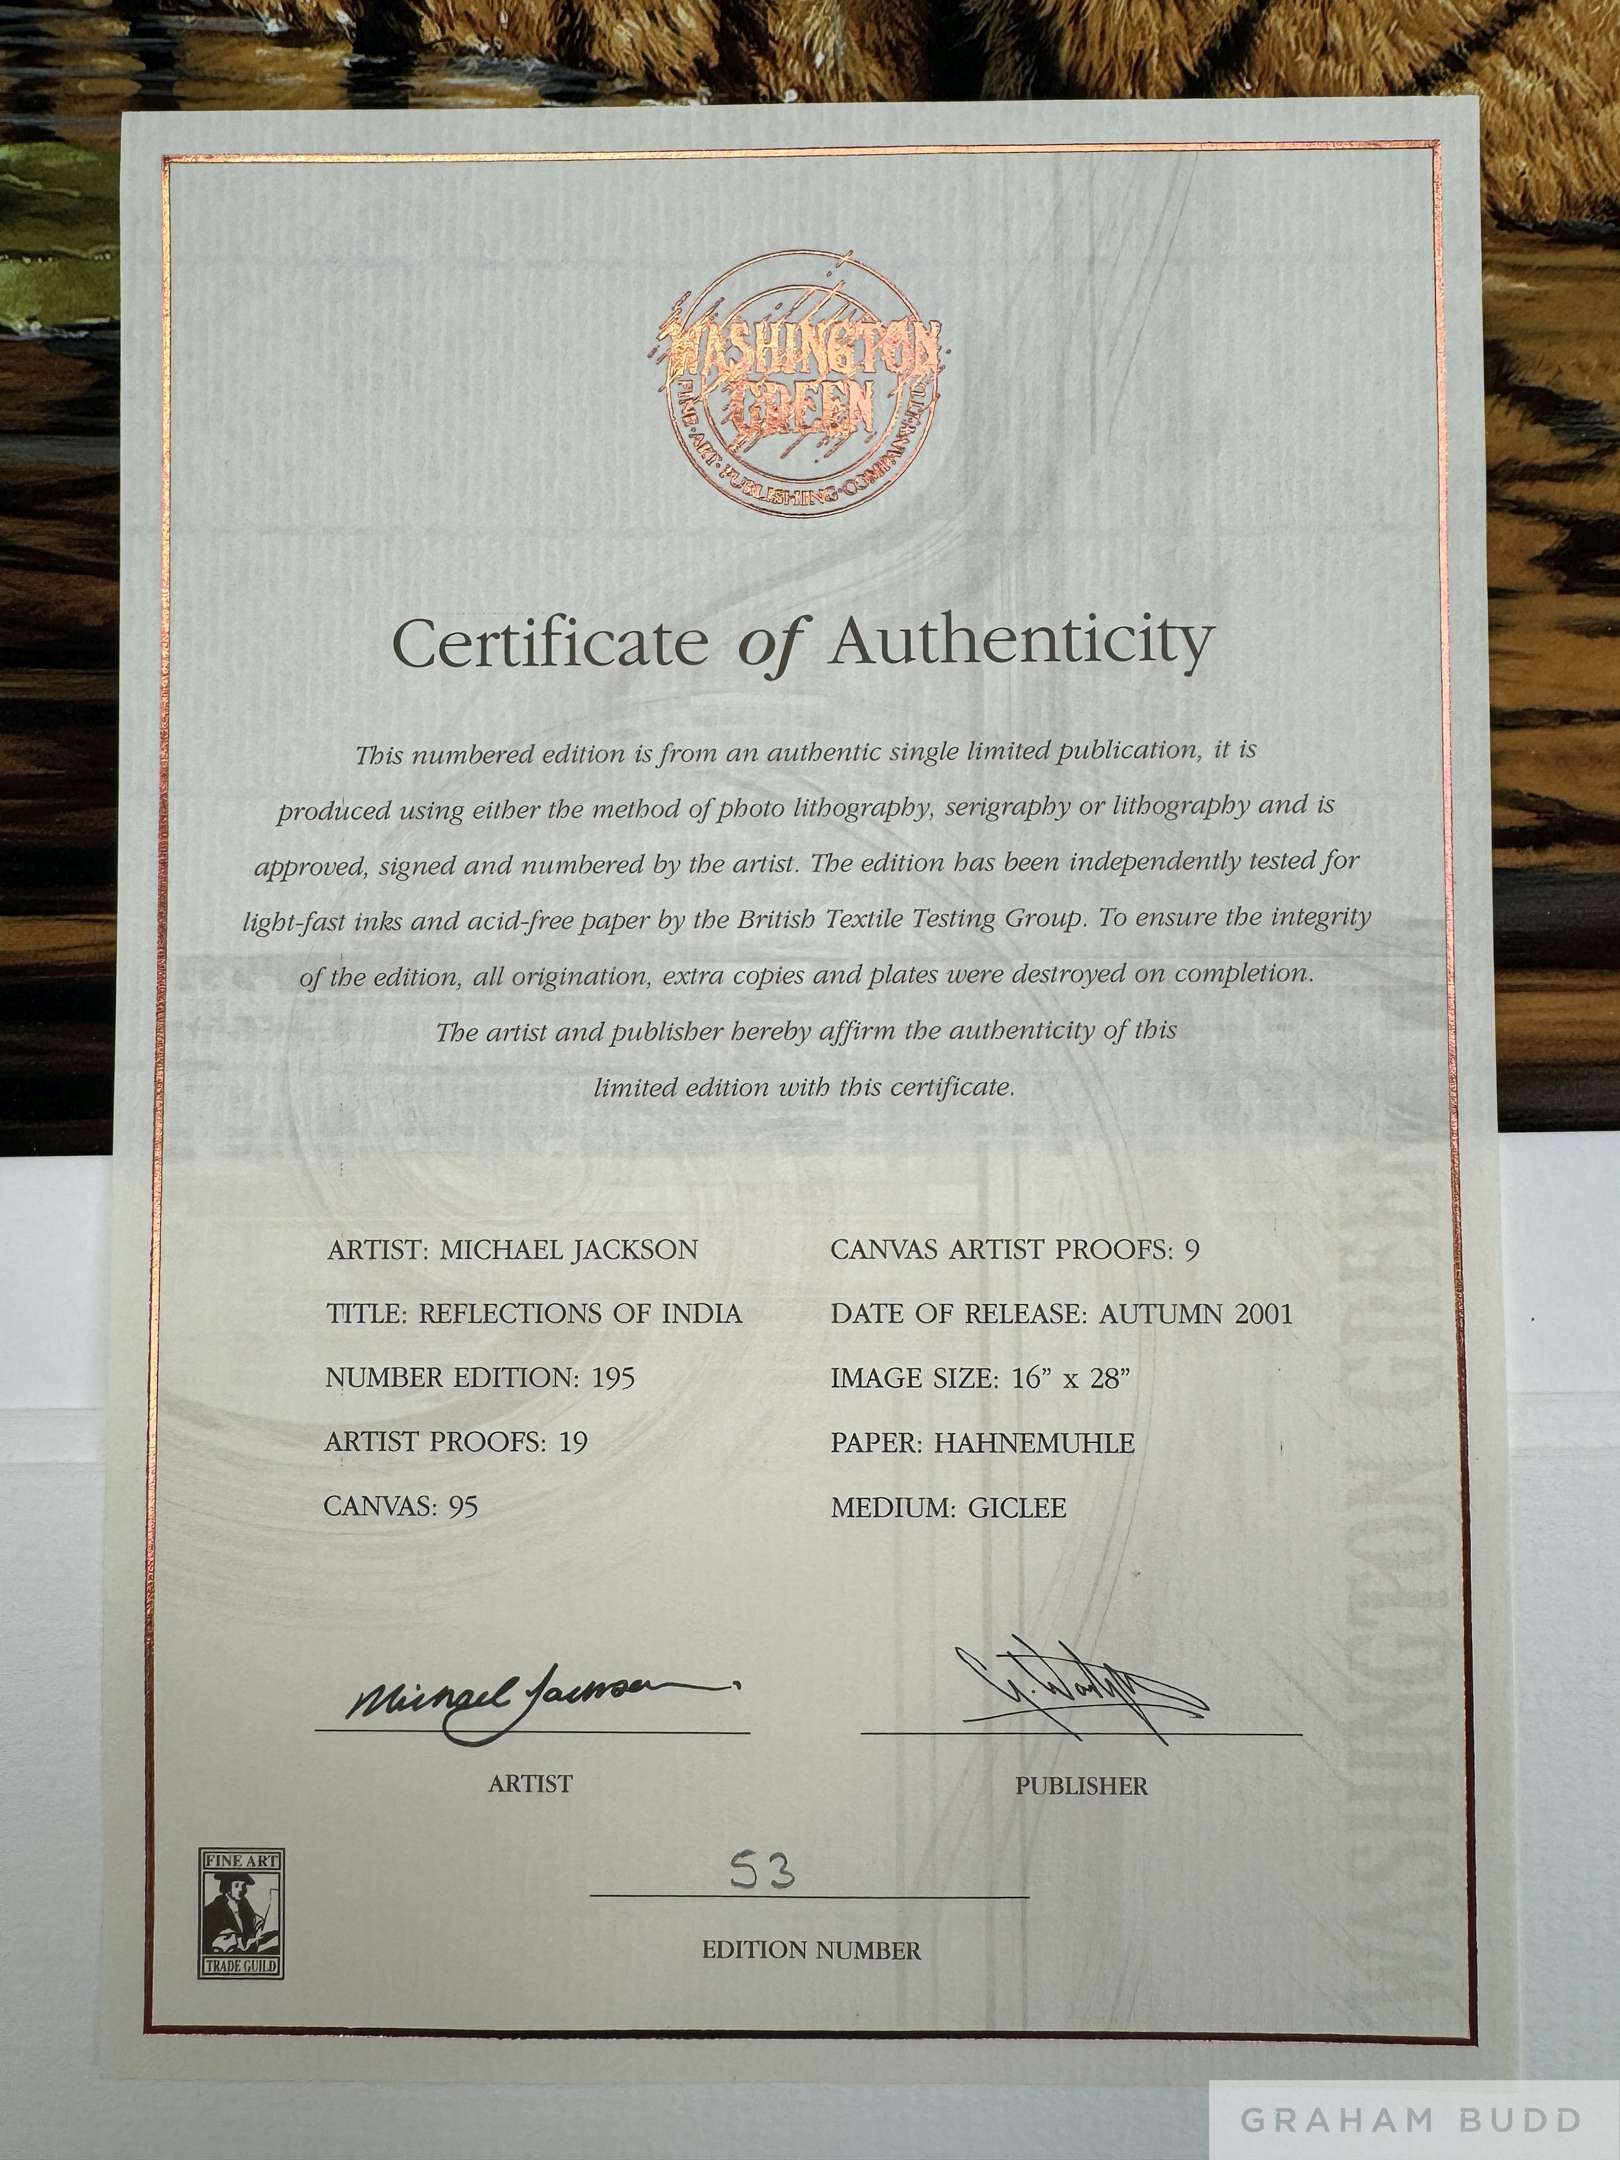 WASHINGTON
GREEN
FINE · ART · PUBLISHING · COMPANY · LTD
Certificate of Authenticity
This numbered edition is from an authentic single limited publication, it is
produced using either the method of photo lithography, serigraphy or lithography and is
approved, signed and numbered by the artist. The edition has been independently tested for
light-fast inks and acid-free paper by the British Textile Testing Group. To ensure the integrity
of the edition, all origination, extra copies and plates were destroyed on completion.
The artist and publisher hereby affirm the authenticity of this
limited edition with this certificate.
ARTIST: MICHAEL JACKSON
TITLE: REFLECTIONS OF INDIA
NUMBER EDITION: 195
ARTIST PROOFS: 19
CANVAS: 95
CANVAS ARTIST PROOFS: 9
DATE OF RELEASE: AUTUMN 2001
IMAGE SIZE: 16” x 28”
PAPER: HAHNEMUHLE
MEDIUM: GICLEE
Michael Jackson
ARTIST
PUBLISHER
53
EDITION NUMBER
FINE ART
TRADE GUILD
WASHINGTON GREEN
GRAHAM BUDD